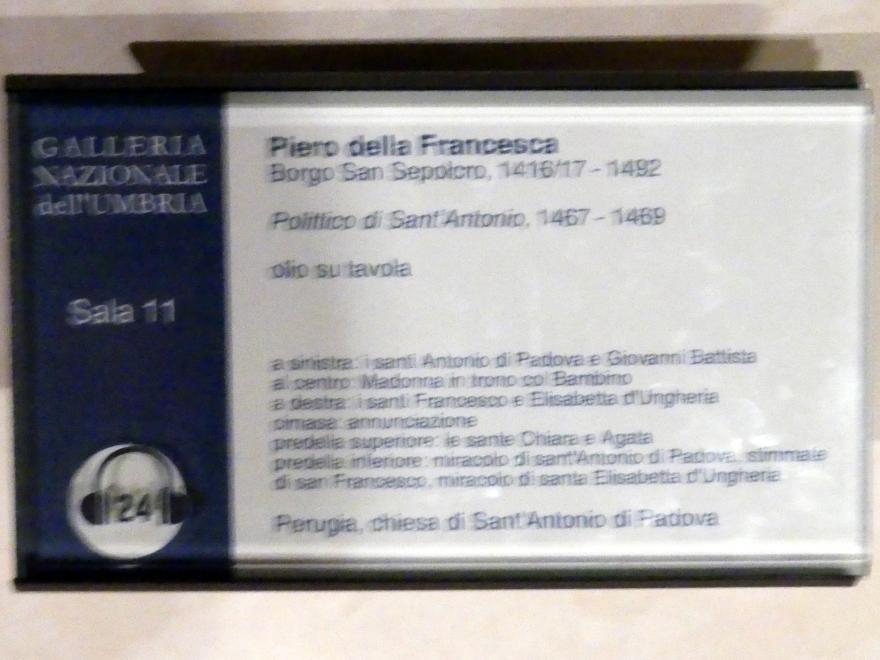 GALLERIA
NAZIONALE
dell'UMBRIA
Sala 11
24
Piero della Francesca
Borgo San Sepolcro, 1416/17 - 1492
Polittico di Sant'Antonio, 1467 - 1469
olio su tavola
a sinistra: i santi Antonio di Padova e Giovanni Battista
al centro: Madonna in trono col Bambino
a destra: i santi Francesco e Elisabetta d'Ungheria
cimasa: annunciazione
predella superiore: le sante Chiara e Agata
predella inferiore: miracolo di sant'Antonio di Padova, stimmate
di san Francesco, miracolo di santa Elisabetta d'Ungheria
Perugia, chiesa di Sant'Antonio di Padova